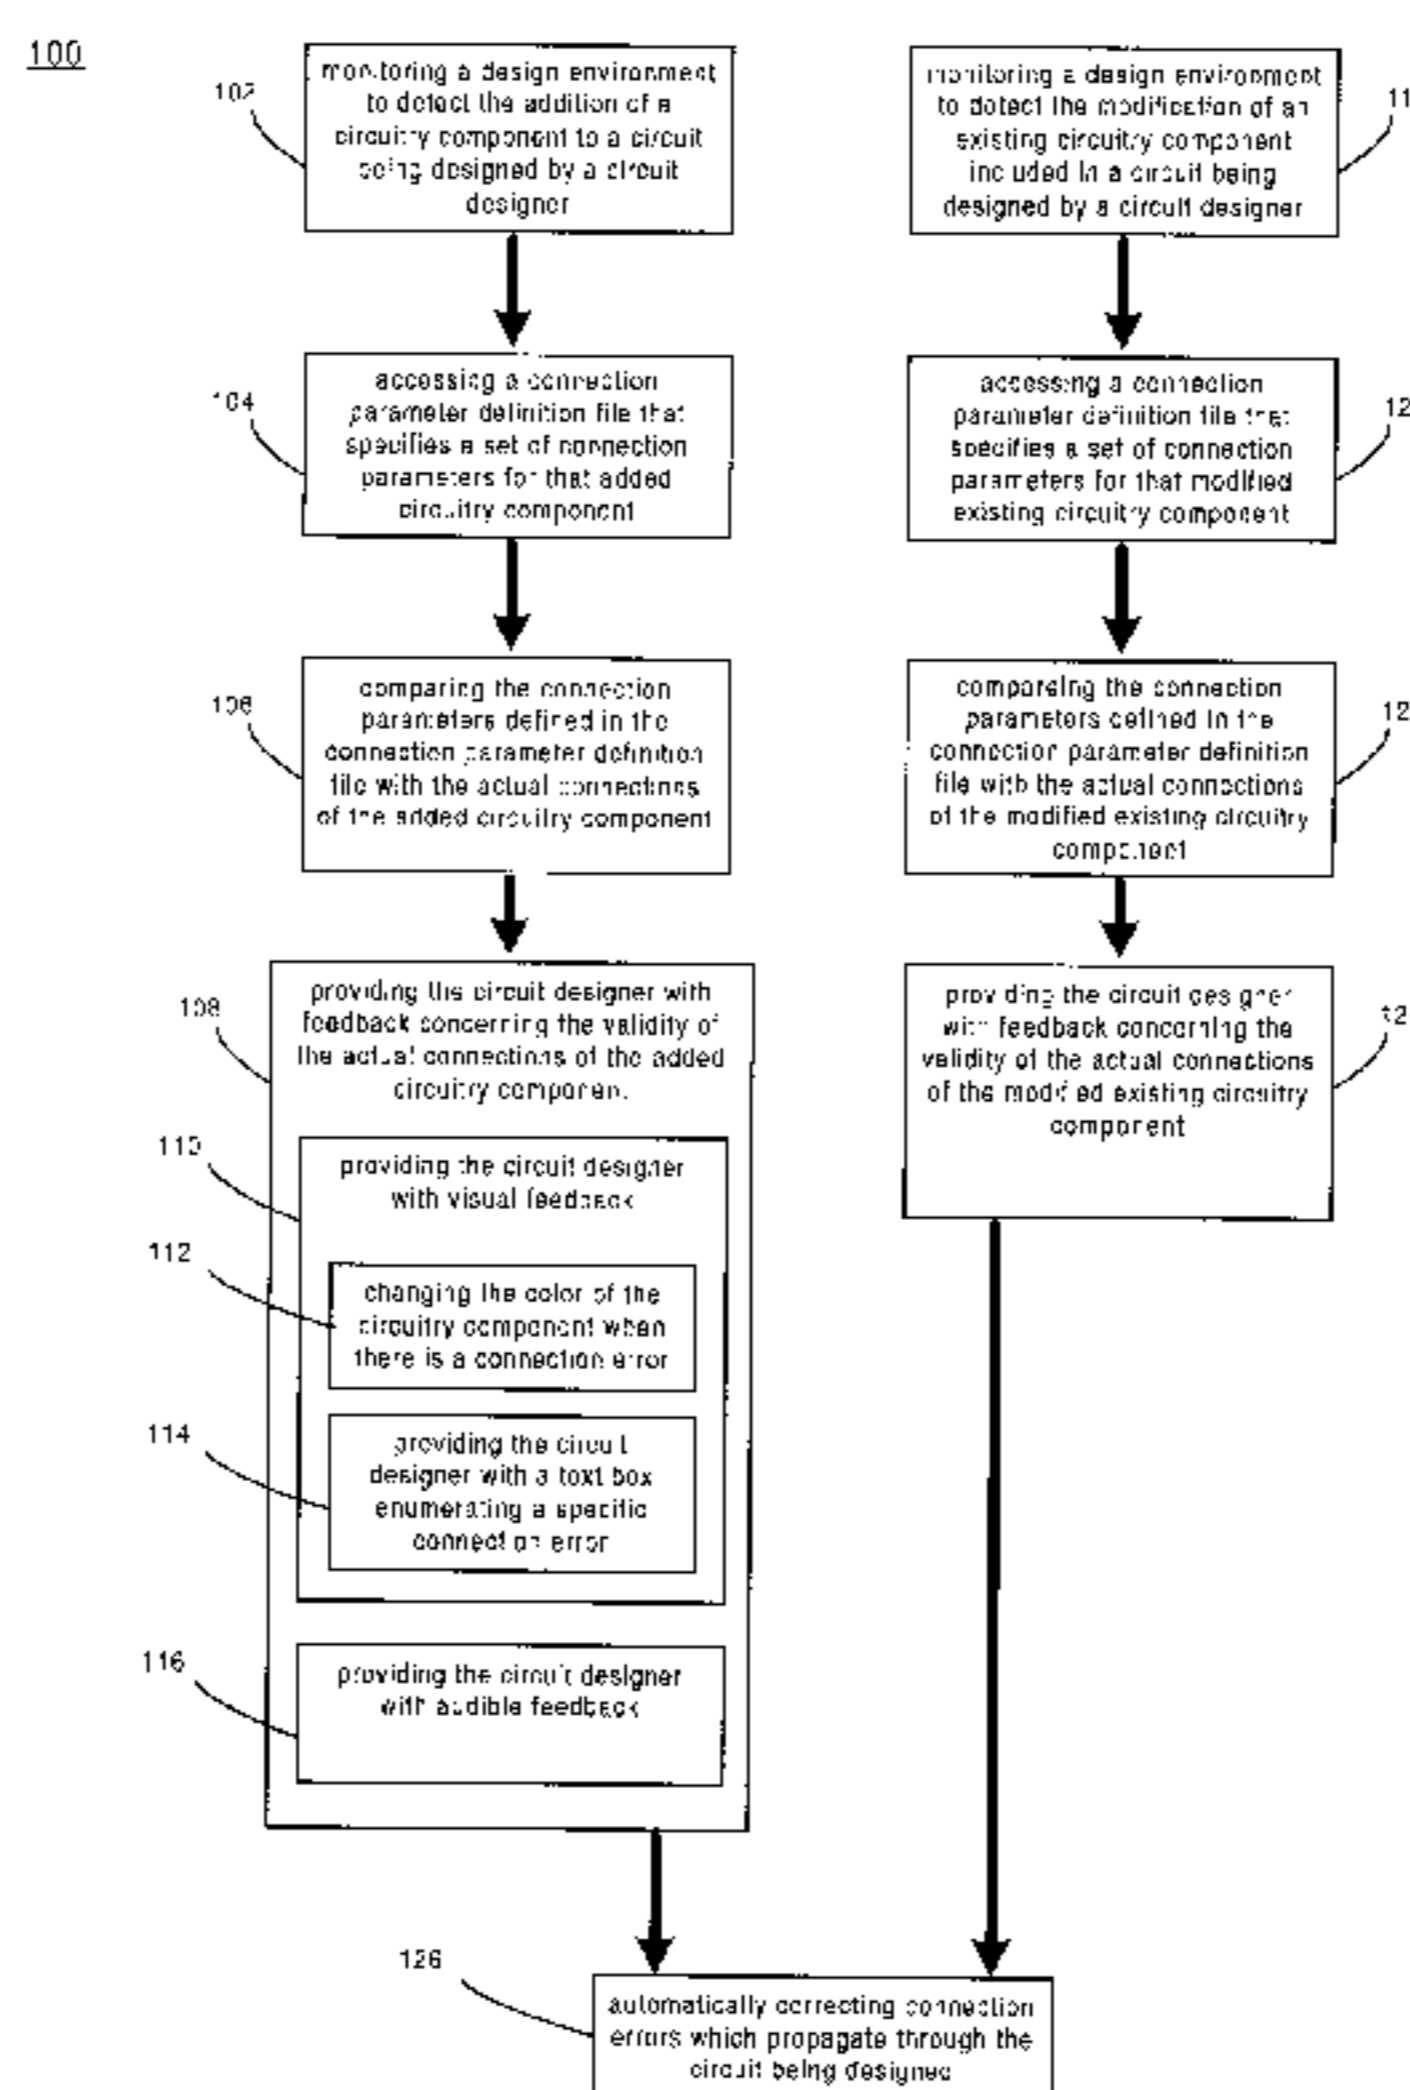 100
102
monitoring a design environment
to detect the addition of a
circuitry component to a circuit
being designed by a circuit
designer
104
accessing a connection
parameter definition file that
specifies a set of connection
parameters for that added
circuitry component
106
comparing the connection
parameters defined in the
connection parameter definition
file with the actual connections
of the added circuitry component
108
providing the circuit designer with
feedback concerning the validity of
the actual connections of the added
circuitry component.
110
providing the circuit designer
with visual feedback
112
changing the color of the
circuitry component when
there is a connection error
114
providing the circuit
designer with a text box
enumerating a specific
connection error
116
providing the circuit designer
with audible feedback
11
monitoring a design environment
to detect the modification of an
existing circuitry component
included in a circuit being
designed by a circuit designer
12
accessing a connection
parameter definition file that
specifies a set of connection
parameters for that modified
existing circuitry component
12
compareing the connection
parameters defined in the
connection parameter definition
file with the actual connections
of the modified existing circuitry
component
12
providing the circuit designer
with feedback concerning the
validity of the actual connections
of the modified existing circuitry
component
126
automatically correcting connection
errors which propagate through the
circuit being designed